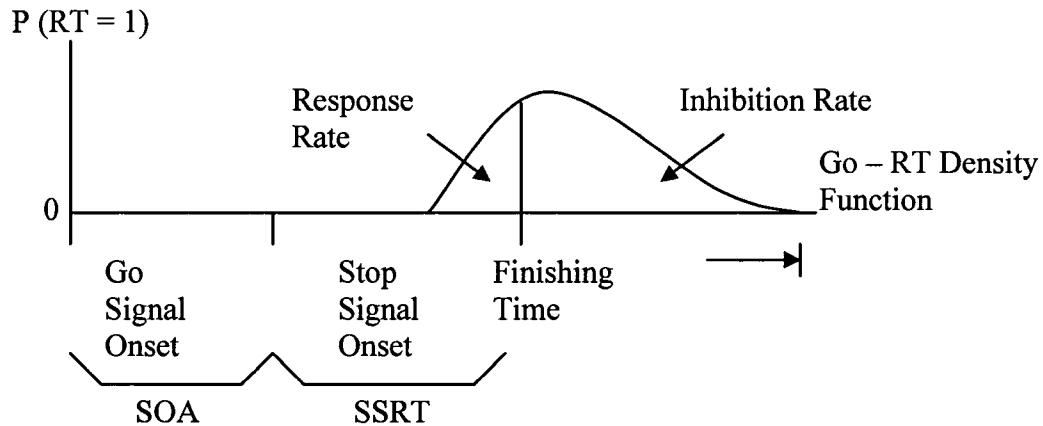 P (RT = 1)
Response
Rate
Inhibition Rate
Go – RT Density
Function
0
Go
Signal
Onset
Stop
Signal
Onset
Finishing
Time
SOA
SSRT